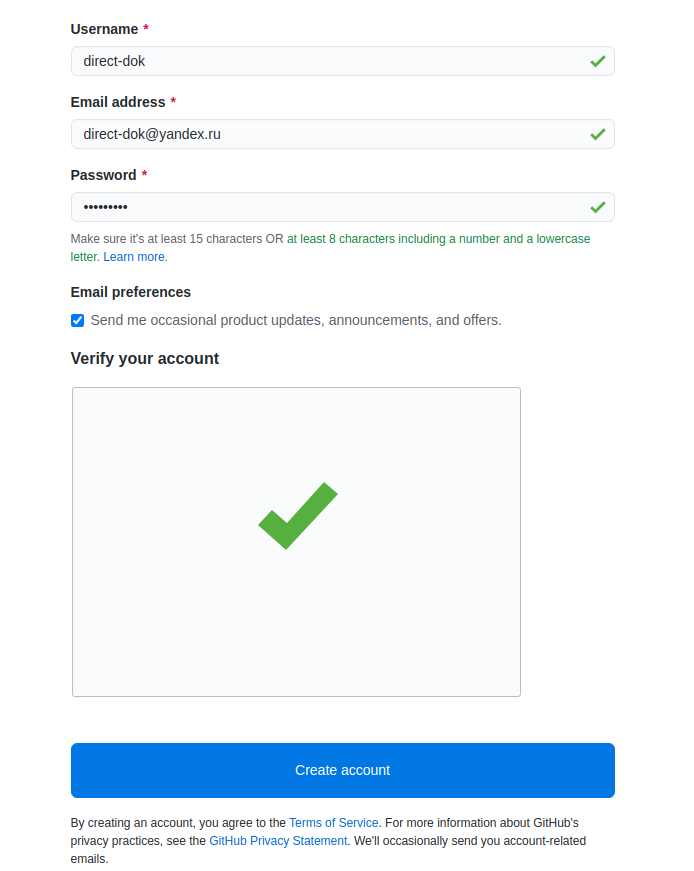 Username *
direct-dok
Email address *
direct-dok@yandex.ru
Password *
•••••••••
Make sure it's at least 15 characters OR at least 8 characters including a number and a lowercase
letter. Learn more.
Email preferences
Send me occasional product updates, announcements, and offers.
Verify your account
Create account
By creating an account, you agree to the Terms of Service. For more information about GitHub's
privacy practices, see the GitHub Privacy Statement. We'll occasionally send you account-related
emails.